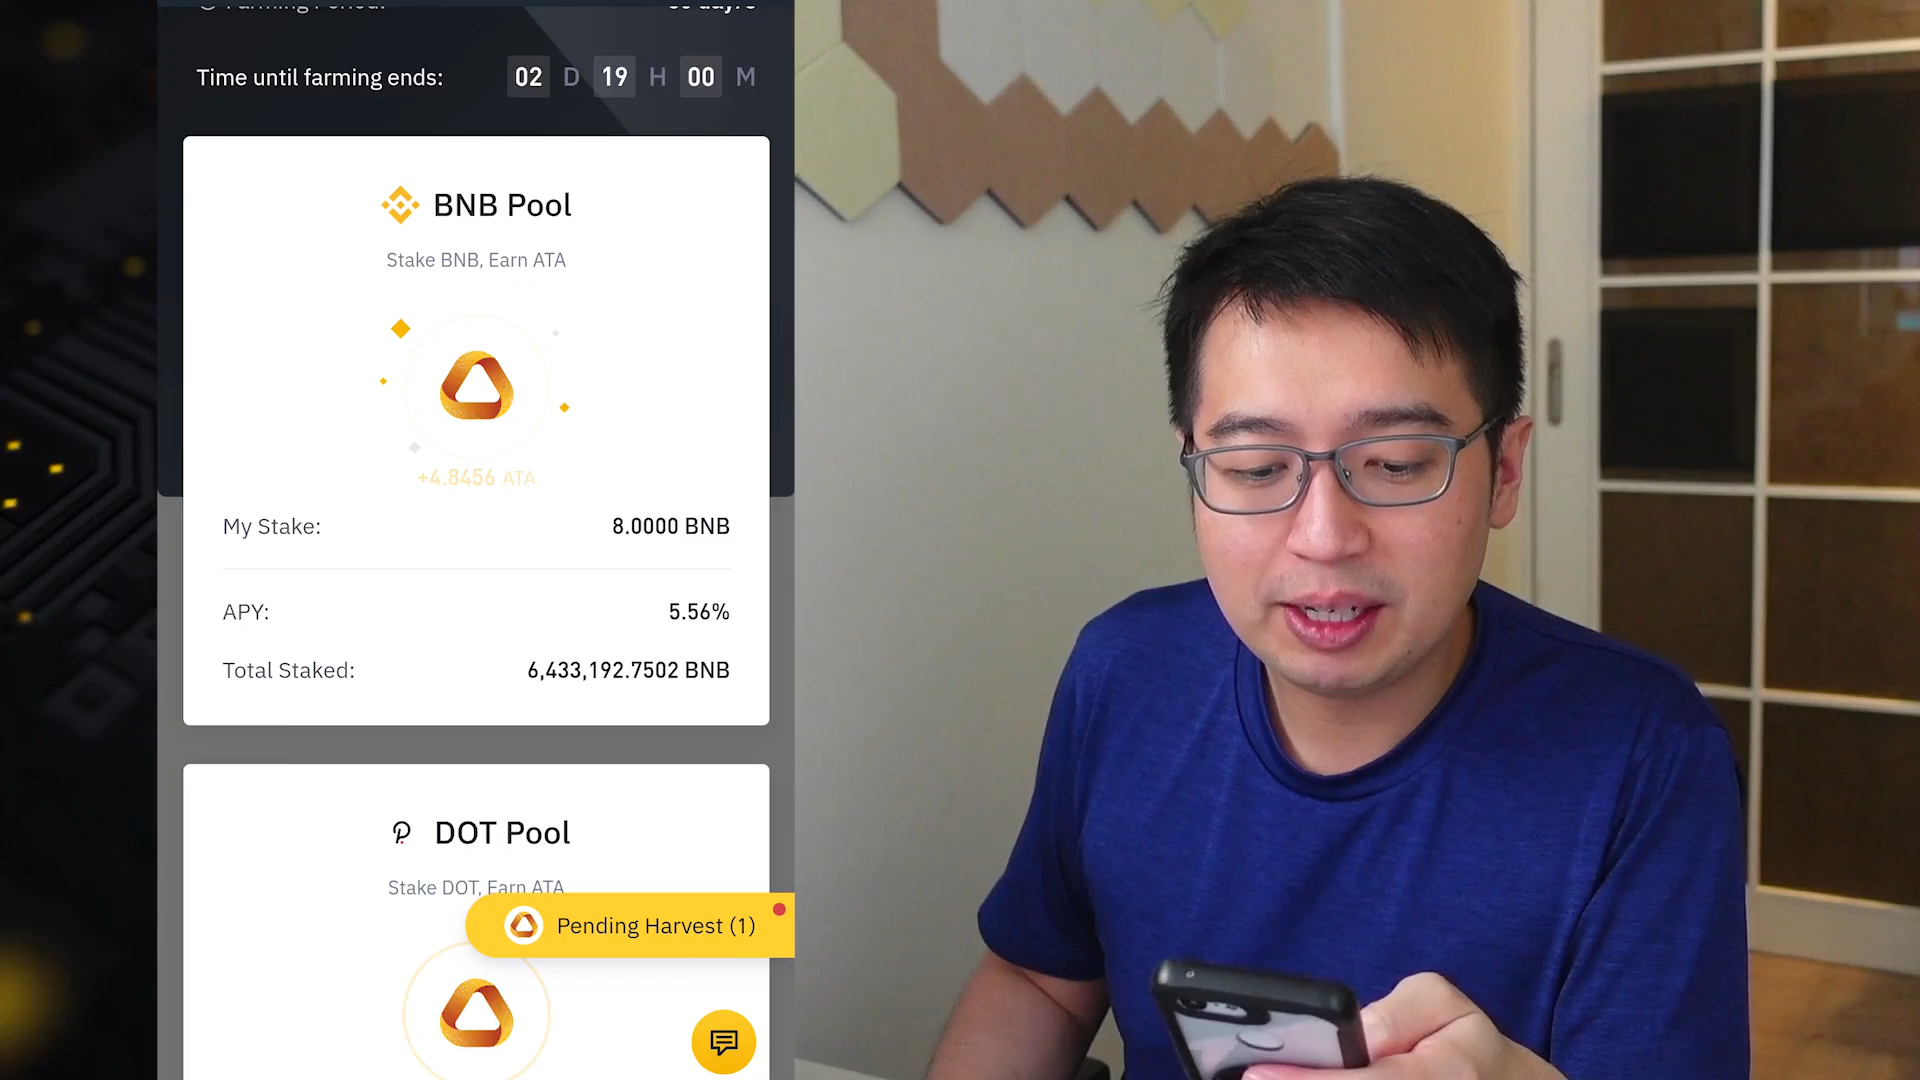 Time until farming ends: 02 D 19 H 00 M
BNB Pool
Stake BNB, Earn ATA
+4.8456 ATA
My Stake: 8.0000 BNB
APY: 5.56%
Total Staked: 6,433,192.7502 BNB
DOT Pool
Stake DOT, Earn ATA
Pending Harvest (1)